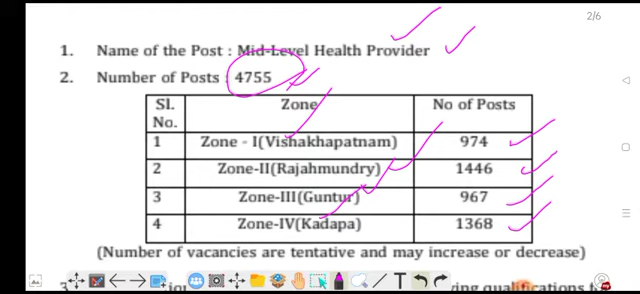 2/6
1. Name of the Post : Mid-Level Health Provider
2. Number of Posts : 4755
Sl. No. Zone No of Posts
1 Zone - I(Vishakhapatnam) 974
2 Zone-II(Rajahmundry) 1446
3 Zone-III(Guntur) 967
4 Zone-IV(Kadapa) 1368
(Number of vacancies are tentative and may increase or decrease)